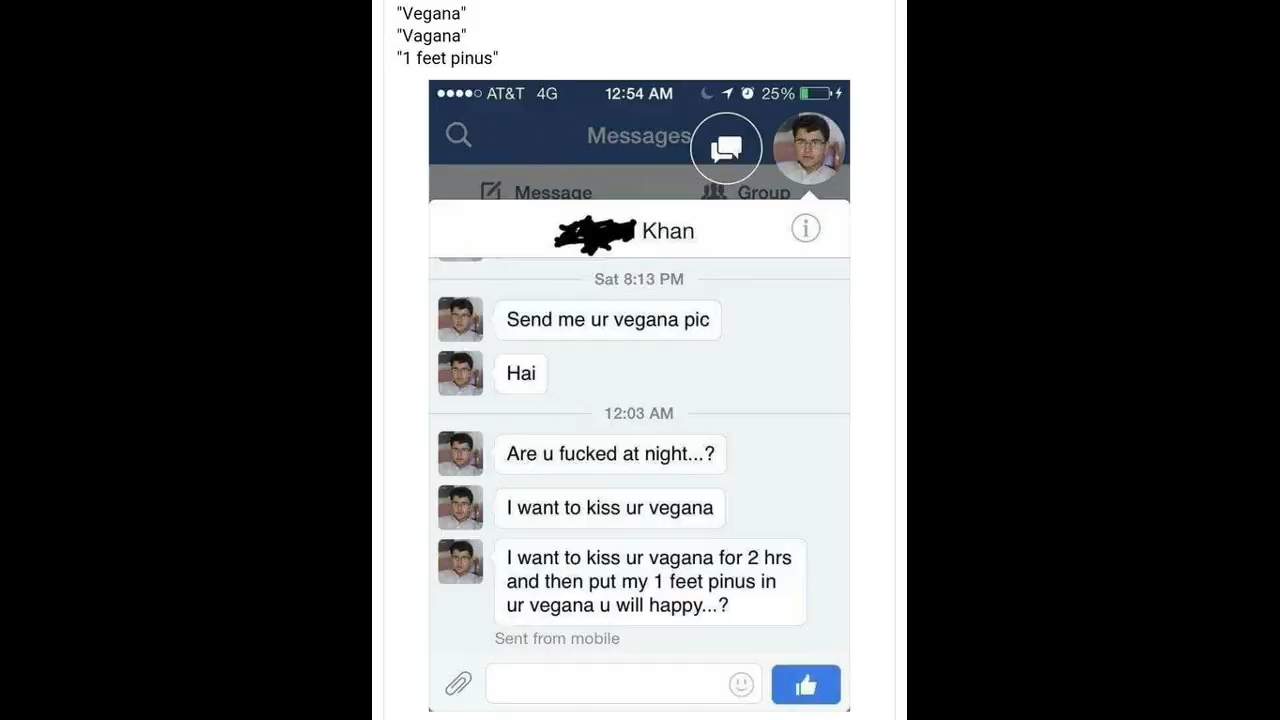 "Vegana"
"Vagana"
"1 feet pinus"
AT&T 4G 12:54 AM 25%
Messages
Message Group
Khan
Sat 8:13 PM
Send me ur vegana pic
Hai
12:03 AM
Are u fucked at night...?
I want to kiss ur vegana
I want to kiss ur vagana for 2 hrs
and then put my 1 feet pinus in
ur vegana u will happy...?
Sent from mobile